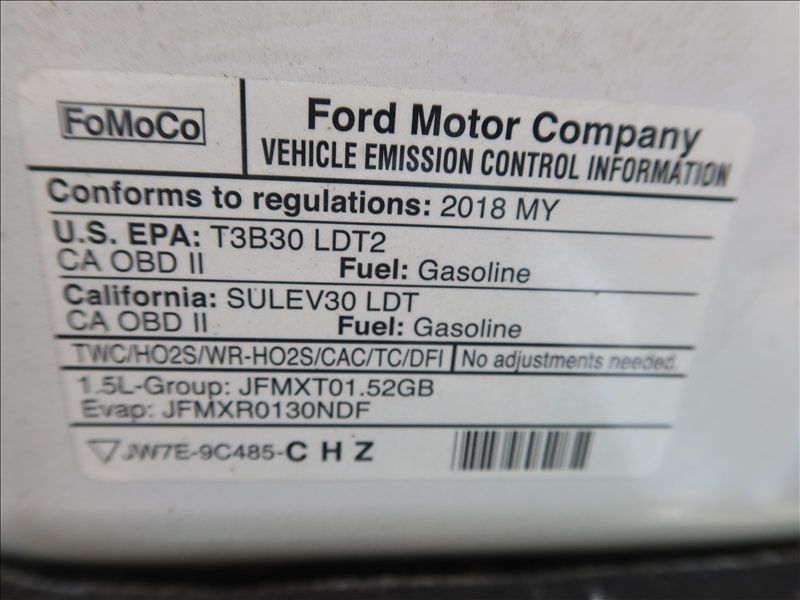 FoMoCo
Ford Motor Company
VEHICLE EMISSION CONTROL INFORMATION
Conforms to regulations: 2018 MY
U.S. EPA: T3B30 LDT2
CA OBD II Fuel: Gasoline
California: SULEV30 LDT
CA OBD II Fuel: Gasoline
TWC/HO2S/WR-HO2S/CAC/TC/DFI No adjustments needed.
1.5L-Group: JFMXT01.52GB
Evap: JFMXR0130NDF
JW7E-9C485-C H Z